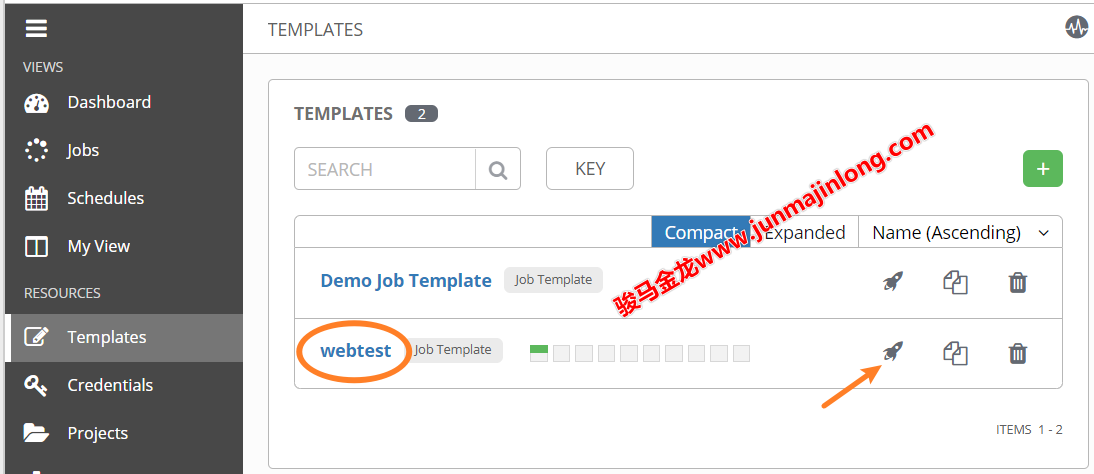 TEMPLATES
VIEWS
Dashboard
Jobs
Schedules
My View
RESOURCES
Templates
Credentials
Projects
TEMPLATES 2
SEARCH
KEY
+
Compact Expanded Name (Ascending)
Demo Job Template Job Template
webtest Job Template
ITEMS 1 - 2
骏马金龙www.junmajinlong.com